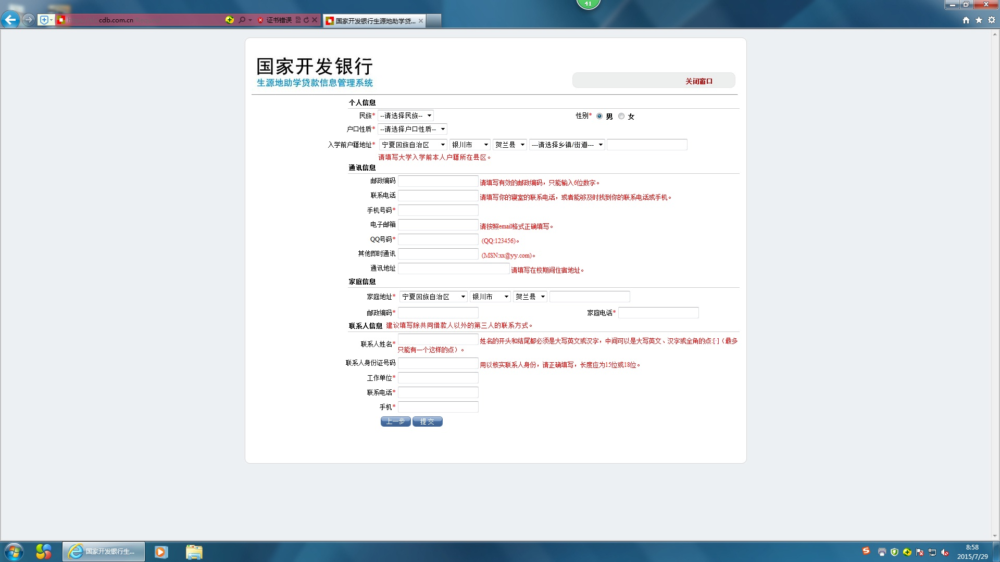 41
cdb.com.cn
证书错误
国家开发银行生源地助学贷...
国家开发银行
生源地助学贷款信息管理系统
关闭窗口
个人信息
民族* --请选择民族-- 性别* 男 女
户口性质* --请选择户口性质--
入学前户籍地址* 宁夏回族自治区 银川市 贺兰县 ---请选择乡镇/街道---
请填写大学入学前本人户籍所在县区。
通讯信息
邮政编码 请填写有效的邮政编码，只能输入6位数字。
联系电话 请填写你的寝室的联系电话，或者能够及时找到你的联系电话或手机。
手机号码*
电子邮箱 请按照email格式正确填写。
QQ号码* (QQ:123456)。
其他即时通讯 (MSN:xx@yy.com)。
通讯地址 请填写在校期间住宿地址。
家庭信息
家庭地址* 宁夏回族自治区 银川市 贺兰县
邮政编码* 家庭电话*
联系人信息 建议填写除共同借款人以外的第三人的联系方式。
联系人姓名* 姓名的开头和结尾都必须是大写英文或汉字，中间可以是大写英文、汉字或全角的点:[·]（最多
只能有一个这样的点）。
联系人身份证号码 用以核实联系人身份，请正确填写，长度应为15位或18位。
工作单位*
联系电话*
手机*
上一步 提 交
国家开发银行生...
8:58
2015/7/29